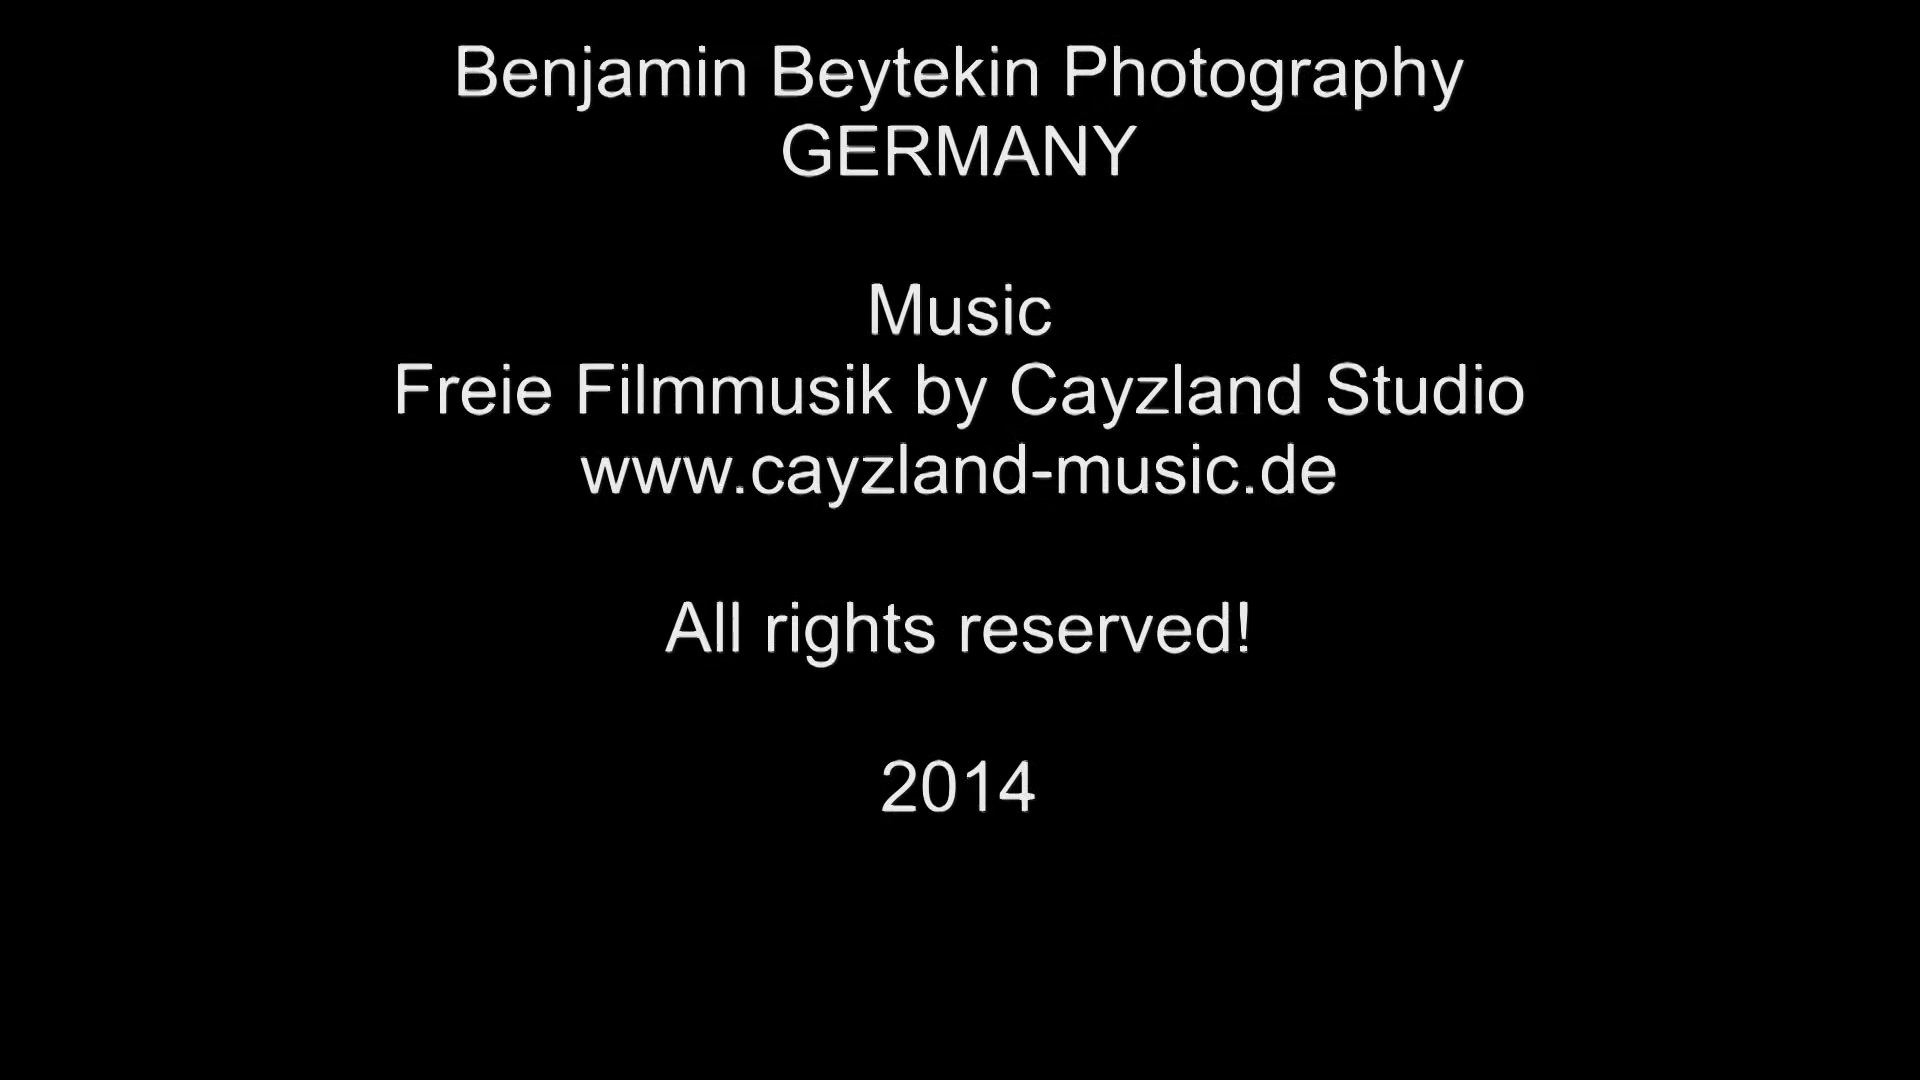 Benjamin Beytekin Photography
GERMANY
Music
Freie Filmmusik by Cayzland Studio
www.cayzland-music.de
All rights reserved!
2014